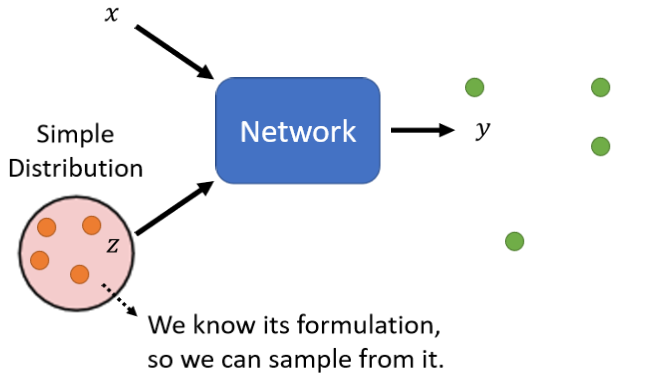 x
Network
y
Simple
Distribution
z
We know its formulation,
so we can sample from it.